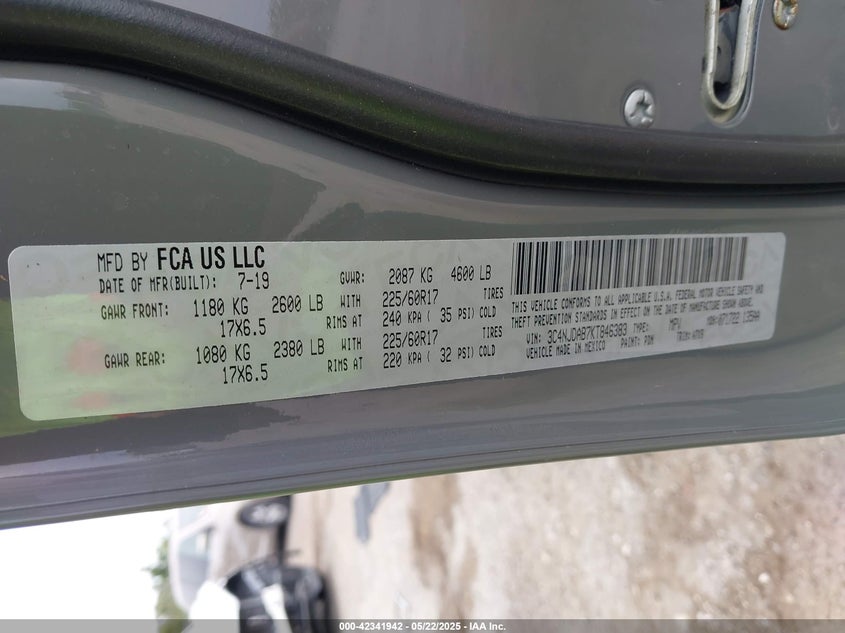 MFD BY FCA US LLC
DATE OF MFR(BUILT): 7-19 GVWR: 2087 KG 4600 LB
GAWR FRONT: 1180 KG 2600 LB WITH 225/60R17 TIRES
17X6.5 RIMS AT 240 KPA ( 35 PSI) COLD
GAWR REAR: 1080 KG 2380 LB WITH 225/60R17 TIRES
17X6.5 RIMS AT 220 KPA ( 32 PSI) COLD
THIS VEHICLE CONFORMS TO ALL APPLICABLE U.S.A. FEDERAL MOTOR VEHICLE SAFETY AND
THEFT PREVENTION STANDARDS IN EFFECT ON THE DATE OF MANUFACTURE SHOWN ABOVE.
VIN: 3C4NJDAB7KT846383 TYPE: MPV MDH: 071722 135AA
VEHICLE MADE IN MEXICO PAINT: PDN TRIM:
000-42341942 - 05/22/2025 - IAA Inc.